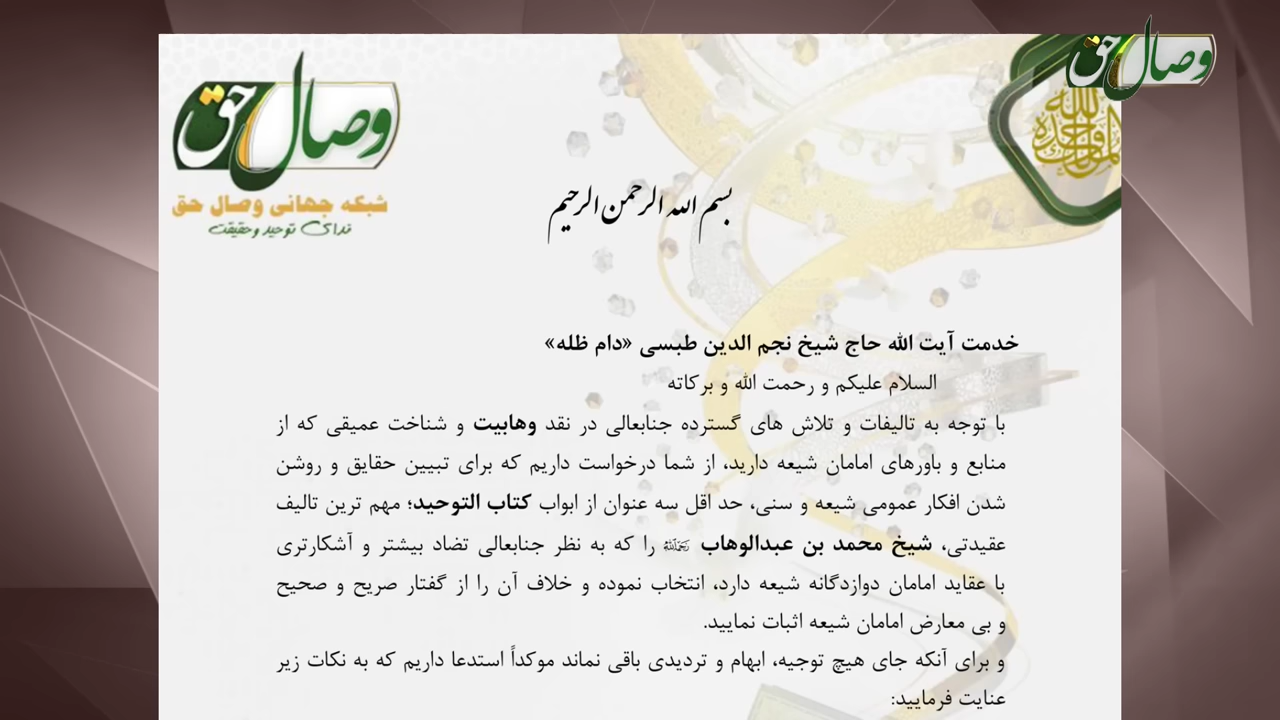 وصال حق
وصال حق
شبکه جهانی وصال حق
ندای توحید و حقیقت
بسم الله الرحمن الرحیم
خدمت آیت الله حاج شیخ نجم الدین طبسی «دام ظله»
السلام علیکم و رحمت الله و برکاته
با توجه به تالیفات و تلاش های گسترده جنابعالی در نقد وهابیت و شناخت عمیقی که از
منابع و باورهای امامان شیعه دارید، از شما درخواست داریم که برای تبیین حقایق و روشن
شدن افکار عمومی شیعه و سنی، حد اقل سه عنوان از ابواب کتاب التوحید؛ مهم ترین تالیف
عقیدتی، شیخ محمد بن عبدالوهاب را که به نظر جنابعالی تضاد بیشتر و آشکارتری
با عقاید امامان دوازدگانه شیعه دارد، انتخاب نموده و خلاف آن را از گفتار صریح و صحیح
و بی معارض امامان شیعه اثبات نمایید.
و برای آنکه جای هیچ توجیه، ابهام و تردیدی باقی نماند موکداً استدعا داریم که به نکات زیر
عنایت فرمایید: